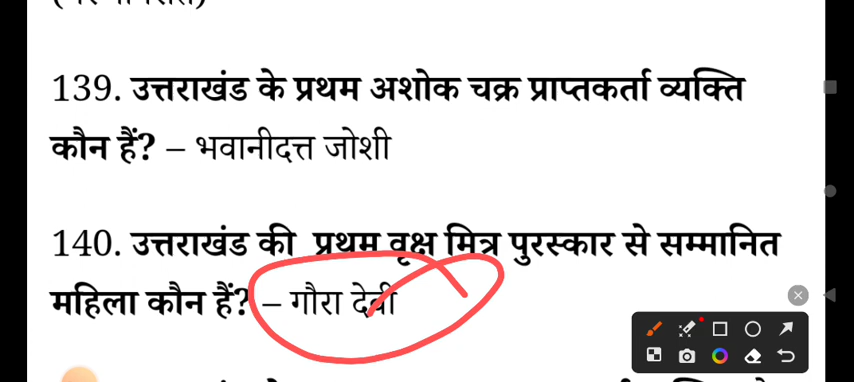 139. उत्तराखंड के प्रथम अशोक चक्र प्राप्तकर्ता व्यक्ति
कौन हैं? – भवानीदत्त जोशी
140. उत्तराखंड की प्रथम वृक्ष मित्र पुरस्कार से सम्मानित
महिला कौन हैं? – गौरा देवी